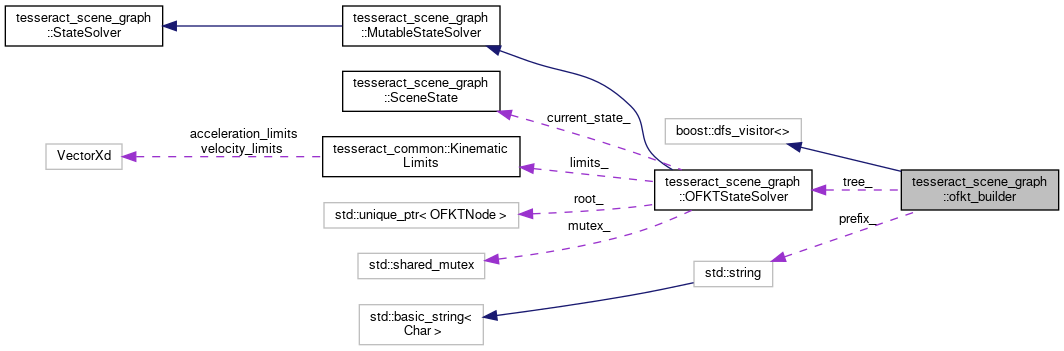 tesseract_scene_graph
::StateSolver
tesseract_scene_graph
::MutableStateSolver
tesseract_scene_graph
::SceneState
current_state_
boost::dfs_visitor<>
acceleration_limits
velocity_limits
VectorXd
tesseract_common::Kinematic
Limits
limits_
tesseract_scene_graph
::OFKTStateSolver
tree_
tesseract_scene_graph
::ofkt_builder
std::unique_ptr< OFKTNode >
root_
mutex_
prefix_
std::shared_mutex
std::string
std::basic_string<
Char >